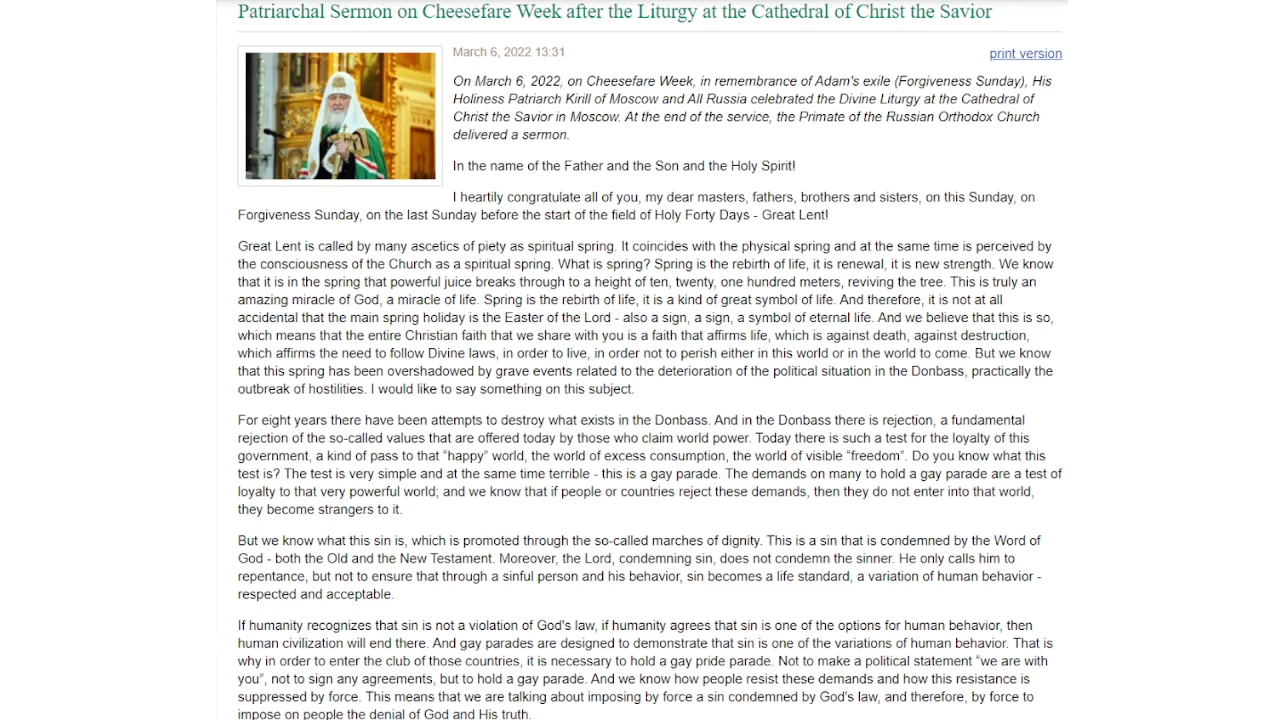 Patriarchal Sermon on Cheesefare Week after the Liturgy at the Cathedral of Christ the Savior
March 6, 2022 13:31
print version
On March 6, 2022, on Cheesefare Week, in remembrance of Adam's exile (Forgiveness Sunday), His
Holiness Patriarch Kirill of Moscow and All Russia celebrated the Divine Liturgy at the Cathedral of
Christ the Savior in Moscow. At the end of the service, the Primate of the Russian Orthodox Church
delivered a sermon.
In the name of the Father and the Son and the Holy Spirit!
I heartily congratulate all of you, my dear masters, fathers, brothers and sisters, on this Sunday, on
Forgiveness Sunday, on the last Sunday before the start of the field of Holy Forty Days - Great Lent!
Great Lent is called by many ascetics of piety as spiritual spring. It coincides with the physical spring and at the same time is perceived by
the consciousness of the Church as a spiritual spring. What is spring? Spring is the rebirth of life, it is renewal, it is new strength. We know
that it is in the spring that powerful juice breaks through to a height of ten, twenty, one hundred meters, reviving the tree. This is truly an
amazing miracle of God, a miracle of life. Spring is the rebirth of life, it is a kind of great symbol of life. And therefore, it is not at all
accidental that the main spring holiday is the Easter of the Lord - also a sign, a sign, a symbol of eternal life. And we believe that this is so,
which means that the entire Christian faith that we share with you is a faith that affirms life, which is against death, against destruction,
which affirms the need to follow Divine laws, in order to live, in order not to perish either in this world or in the world to come. But we know
that this spring has been overshadowed by grave events related to the deterioration of the political situation in the Donbass, practically the
outbreak of hostilities. I would like to say something on this subject.
For eight years there have been attempts to destroy what exists in the Donbass. And in the Donbass there is rejection, a fundamental
rejection of the so-called values that are offered today by those who claim world power. Today there is such a test for the loyalty of this
government, a kind of pass to that “happy” world, the world of excess consumption, the world of visible “freedom”. Do you know what this
test is? The test is very simple and at the same time terrible - this is a gay parade. The demands on many to hold a gay parade are a test of
loyalty to that very powerful world; and we know that if people or countries reject these demands, then they do not enter into that world,
they become strangers to it.
But we know what this sin is, which is promoted through the so-called marches of dignity. This is a sin that is condemned by the Word of
God - both the Old and the New Testament. Moreover, the Lord, condemning sin, does not condemn the sinner. He only calls him to
repentance, but not to ensure that through a sinful person and his behavior, sin becomes a life standard, a variation of human behavior -
respected and acceptable.
If humanity recognizes that sin is not a violation of God's law, if humanity agrees that sin is one of the options for human behavior, then
human civilization will end there. And gay parades are designed to demonstrate that sin is one of the variations of human behavior. That is
why in order to enter the club of those countries, it is necessary to hold a gay pride parade. Not to make a political statement “we are with
you”, not to sign any agreements, but to hold a gay parade. And we know how people resist these demands and how this resistance is
suppressed by force. This means that we are talking about imposing by force a sin condemned by God's law, and therefore, by force to
impose on people the denial of God and His truth.